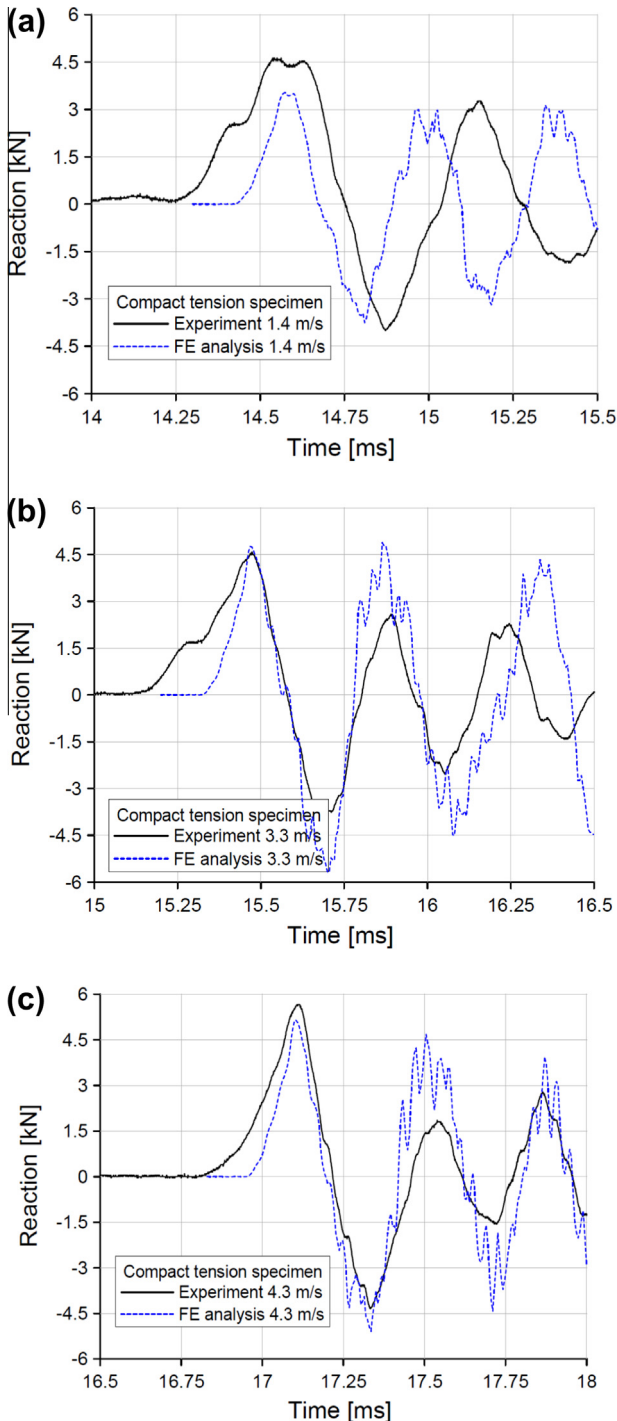 (a)
6
4.5
3
1.5
0
-1.5
-3
-4.5
-6
Reaction [kN]
Compact tension specimen
Experiment 1.4 m/s
FE analysis 1.4 m/s
14 14.25 14.5 14.75 15 15.25 15.5
Time [ms]
(b)
6
4.5
3
1.5
0
-1.5
-3
-4.5
-6
Reaction [kN]
Compact tension specimen
Experiment 3.3 m/s
FE analysis 3.3 m/s
15 15.25 15.5 15.75 16 16.25 16.5
Time [ms]
(c)
6
4.5
3
1.5
0
-1.5
-3
-4.5
-6
Reaction [kN]
Compact tension specimen
Experiment 4.3 m/s
FE analysis 4.3 m/s
16.5 16.75 17 17.25 17.5 17.75 18
Time [ms]